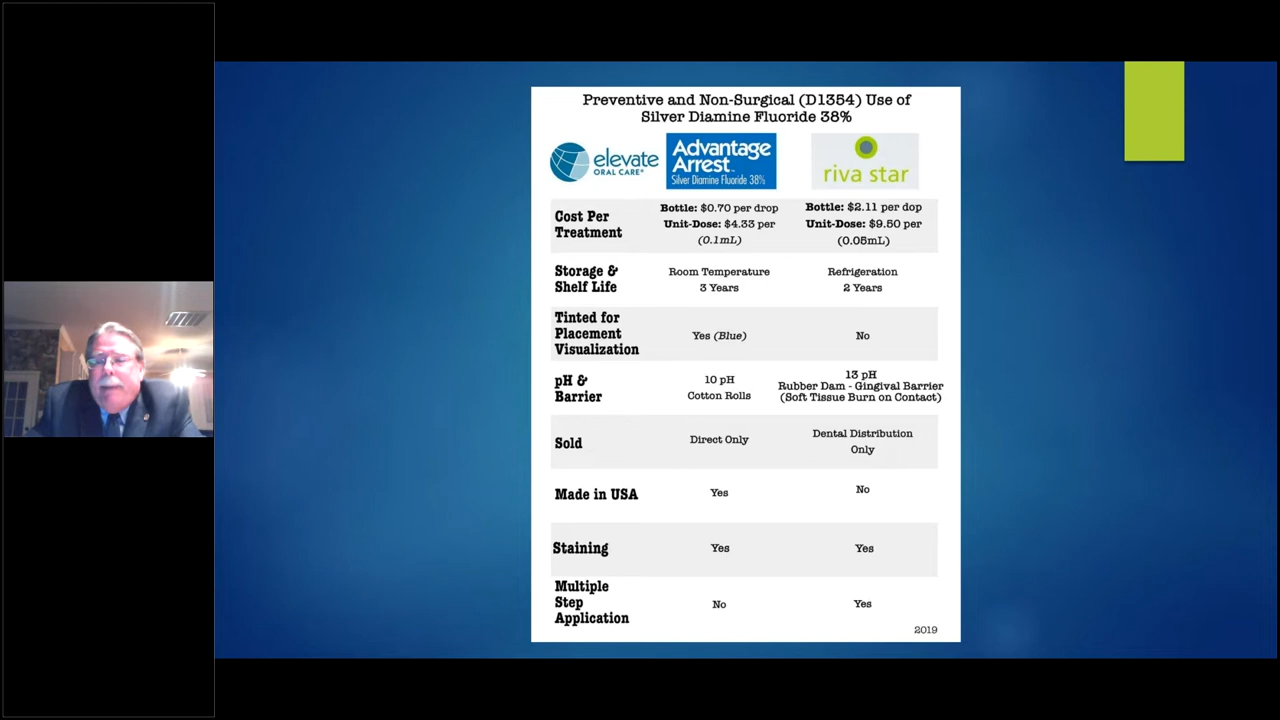 Preventive and Non-Surgical (D1354) Use of
Silver Diamine Fluoride 38%
elevate
ORAL CARE®
Advantage
Arrest™
Silver Diamine Fluoride 38%
riva star
Cost Per
Treatment
Bottle: $0.70 per drop
Unit-Dose: $4.33 per
(0.1mL)
Bottle: $2.11 per dop
Unit-Dose: $9.50 per
(0.05mL)
Storage &
Shelf Life
Room Temperature
3 Years
Refrigeration
2 Years
Tinted for
Placement
Visualization
Yes (Blue)
No
pH &
Barrier
10 pH
Cotton Rolls
13 pH
Rubber Dam - Gingival Barrier
(Soft Tissue Burn on Contact)
Sold
Direct Only
Dental Distribution
Only
Made in USA
Yes
No
Staining
Yes
Yes
Multiple
Step
Application
No
Yes
2019